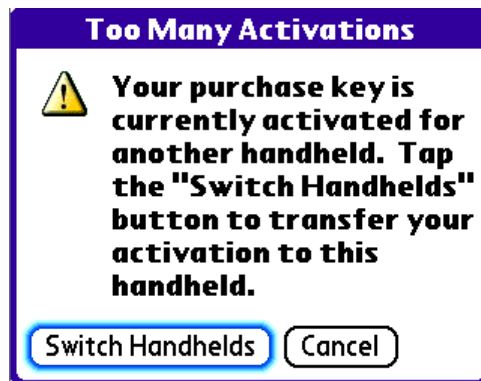 Too Many Activations
Your purchase key is
currently activated for
another handheld. Tap
the "Switch Handhelds"
button to transfer your
activation to this
handheld.
Switch Handhelds Cancel